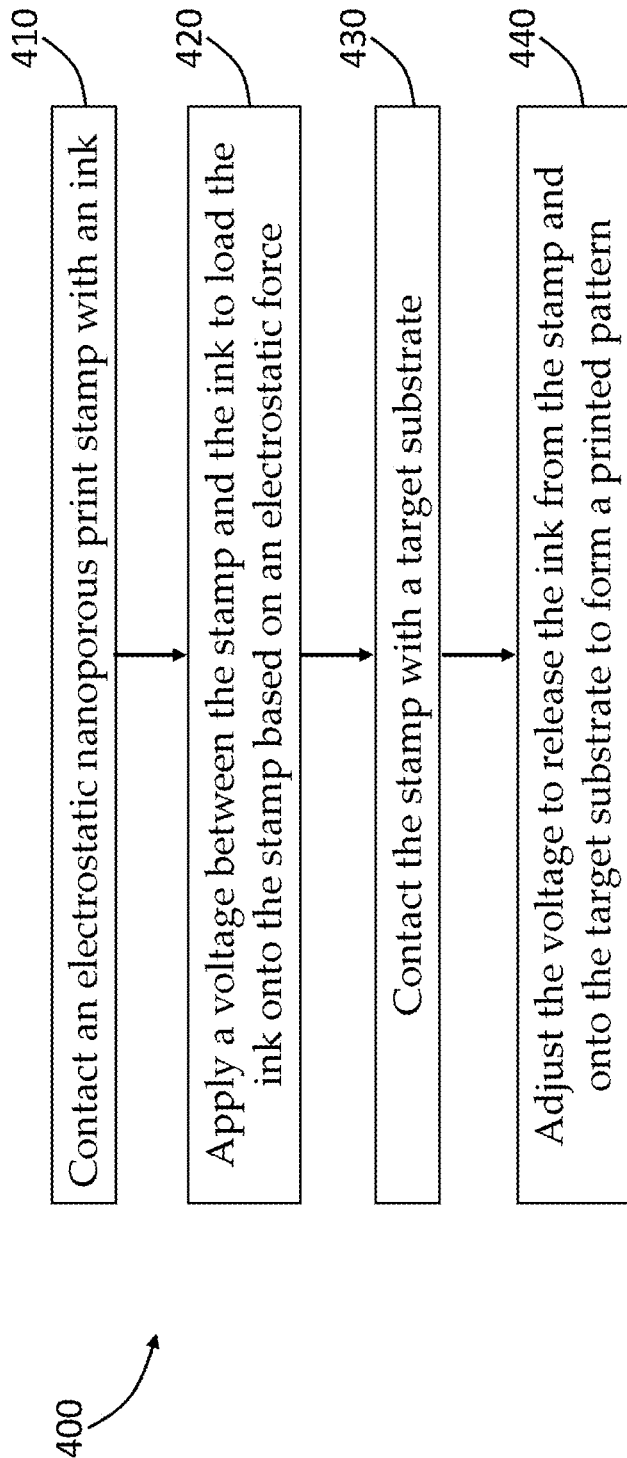 400
410
Contact an electrostatic nanoporous print stamp with an ink
420
Apply a voltage between the stamp and the ink to load the
ink onto the stamp based on an electrostatic force
430
Contact the stamp with a target substrate
440
Adjust the voltage to release the ink from the stamp and
onto the target substrate to form a printed pattern